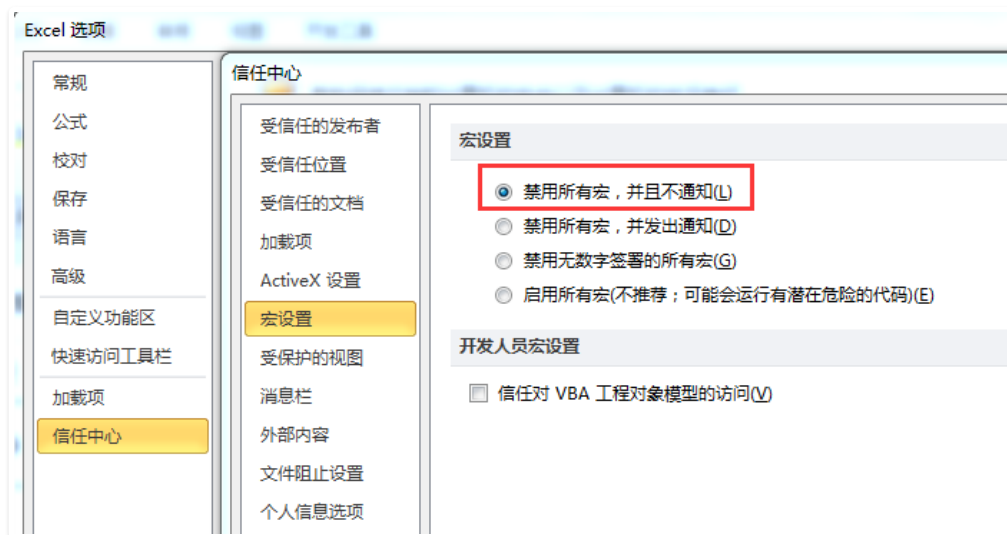 Excel 选项
常规
公式
校对
保存
语言
高级
自定义功能区
快速访问工具栏
加载项
信任中心
信任中心
受信任的发布者
受信任位置
受信任的文档
加载项
ActiveX 设置
宏设置
受保护的视图
消息栏
外部内容
文件阻止设置
个人信息选项
宏设置
禁用所有宏，并且不通知(L)
禁用所有宏，并发出通知(D)
禁用无数字签署的所有宏(G)
启用所有宏(不推荐；可能会运行有潜在危险的代码)(E)
开发人员宏设置
信任对 VBA 工程对象模型的访问(V)